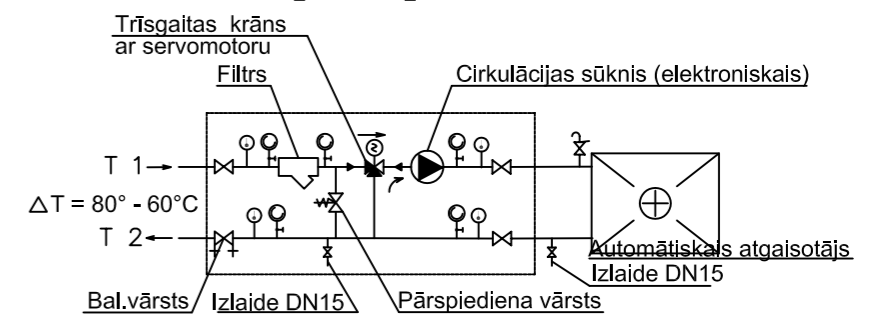 Trīsgaitas krāns
ar servomotoru
Filtrs
Cirkulācijas sūknis (elektroniskais)
T 1
△T = 80° - 60°C
T 2
Automātiskais atgaisotājs
Izlaide DN15
Bal.vārsts
Izlaide DN15
Pārspiediena vārsts